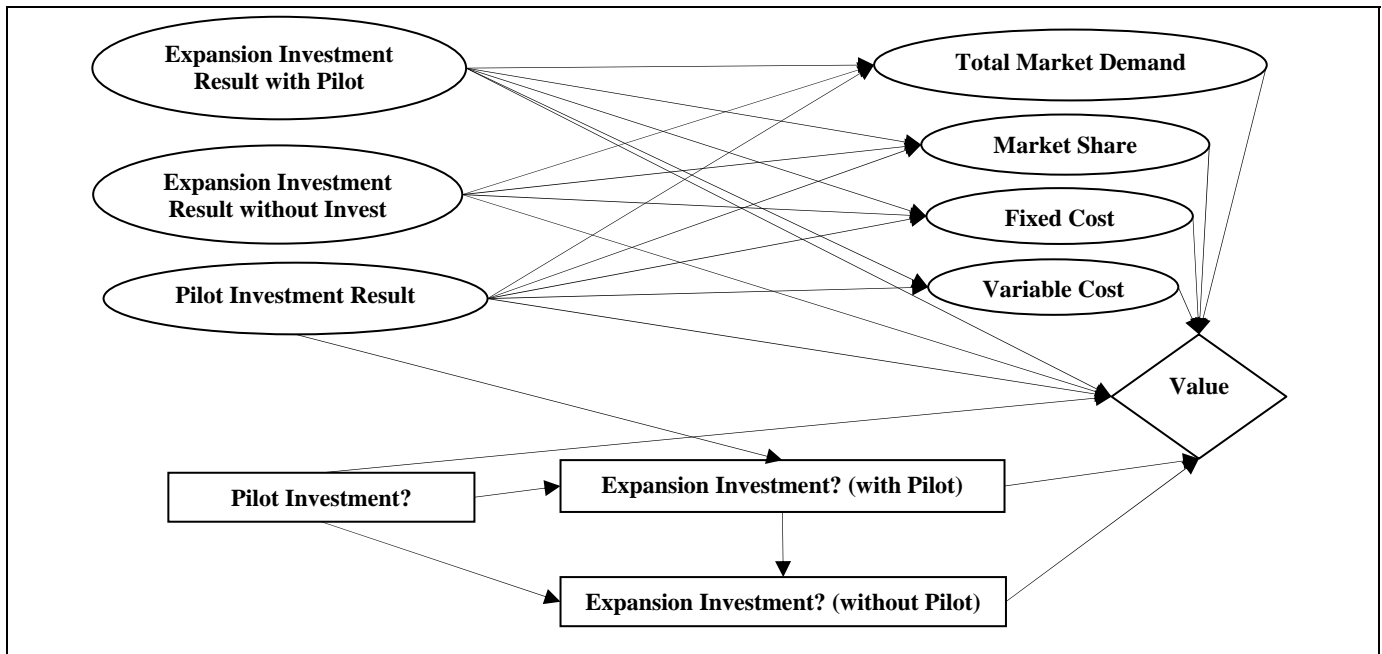 Expansion Investment
Result with Pilot
Total Market Demand
Market Share
Expansion Investment
Result without Invest
Fixed Cost
Pilot Investment Result
Variable Cost
Value
Pilot Investment?
Expansion Investment? (with Pilot)
Expansion Investment? (without Pilot)